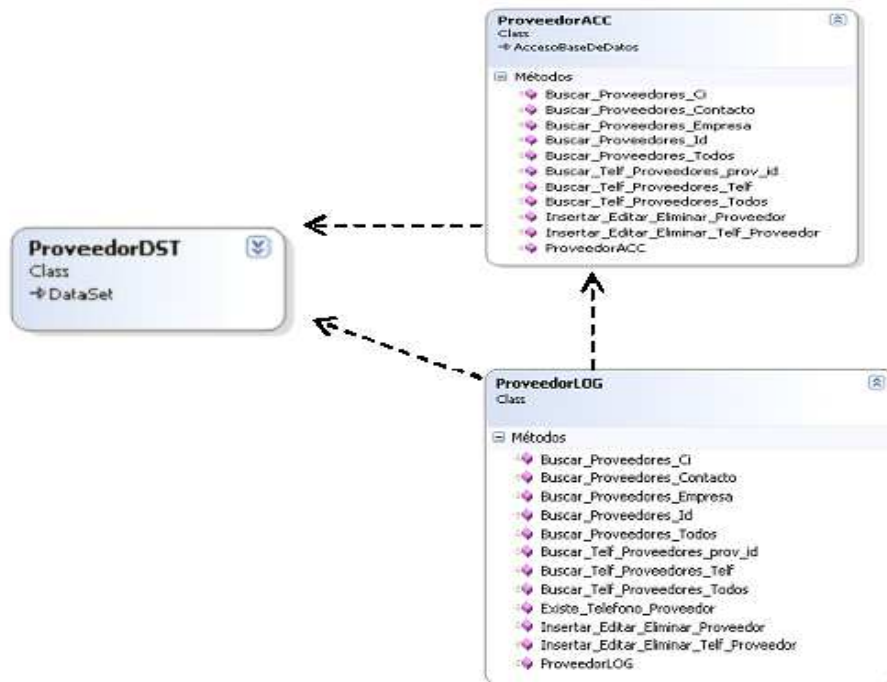 ProveedorACC
Class
AccesoBaseDeDatos
Métodos
Buscar_Proveedores_Ci
Buscar_Proveedores_Contacto
Buscar_Proveedores_Empresa
Buscar_Proveedores_Id
Buscar_Proveedores_Todos
Buscar_Telf_Proveedores_prov_id
Buscar_Telf_Proveedores_Telf
Buscar_Telf_Proveedores_Todos
Insertar_Editar_Eliminar_Proveedor
Insertar_Editar_Eliminar_Telf_Proveedor
ProveedorACC
ProveedorDST
Class
DataSet
ProveedorLOG
Class
Métodos
Buscar_Proveedores_Ci
Buscar_Proveedores_Contacto
Buscar_Proveedores_Empresa
Buscar_Proveedores_Id
Buscar_Proveedores_Todos
Buscar_Telf_Proveedores_prov_id
Buscar_Telf_Proveedores_Telf
Buscar_Telf_Proveedores_Todos
Existe_Telefono_Proveedor
Insertar_Editar_Eliminar_Proveedor
Insertar_Editar_Eliminar_Telf_Proveedor
ProveedorLOG